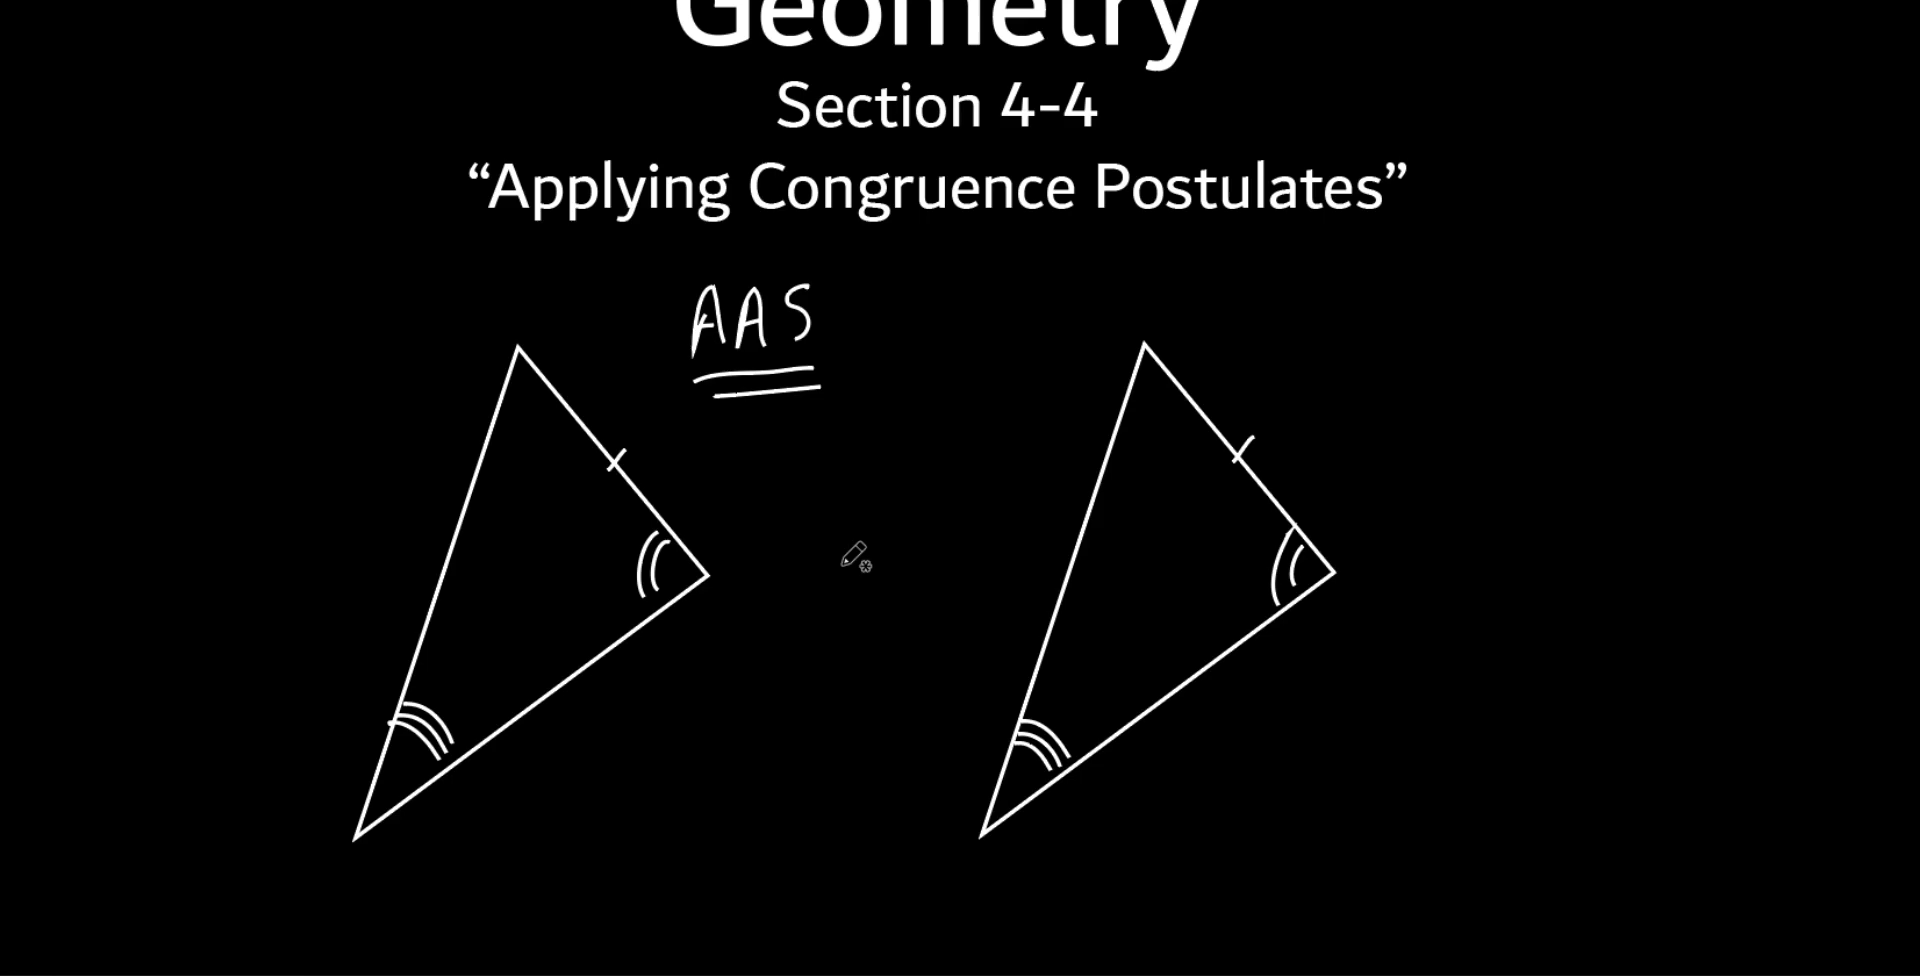 Geometry
Section 4-4
“Applying Congruence Postulates”
AAS